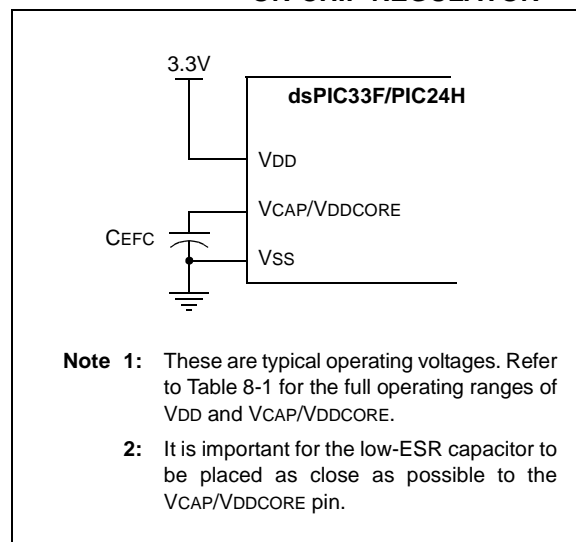 3.3V
dsPIC33F/PIC24H
VDD
VCAP/VDDCORE
CEFC
VSS
Note 1: These are typical operating voltages. Refer
to Table 8-1 for the full operating ranges of
VDD and VCAP/VDDCORE.
2: It is important for the low-ESR capacitor to
be placed as close as possible to the
VCAP/VDDCORE pin.